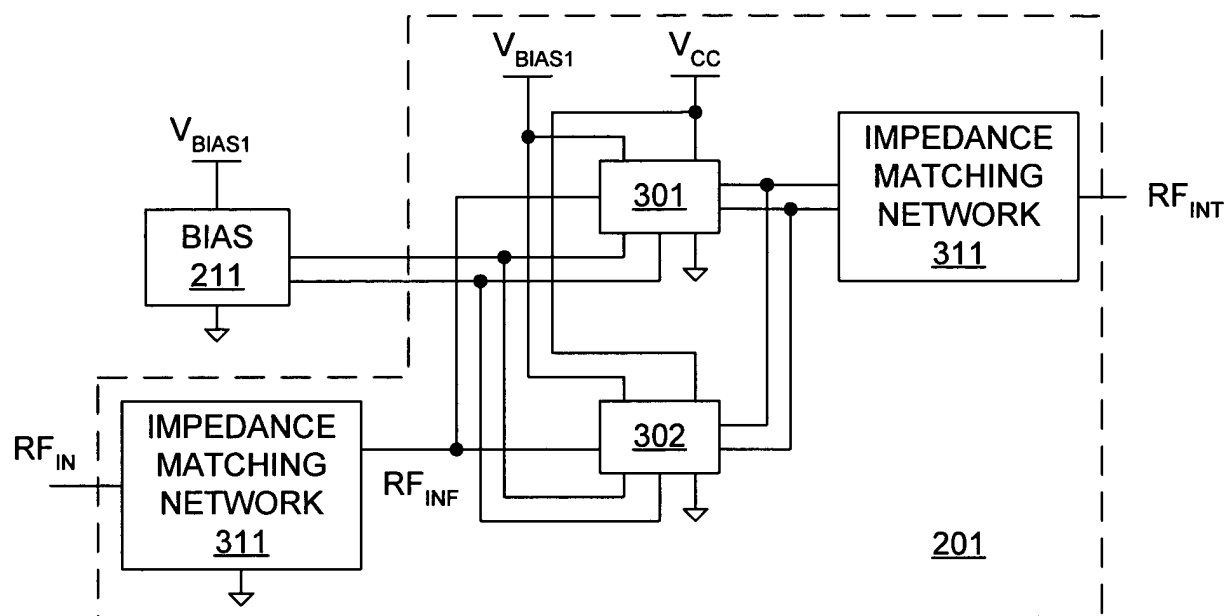 V_BIAS1
V_CC
V_BIAS1
BIAS
211
301
IMPEDANCE
MATCHING
NETWORK
311
RF_INT
RF_IN
IMPEDANCE
MATCHING
NETWORK
311
RF_INF
302
201